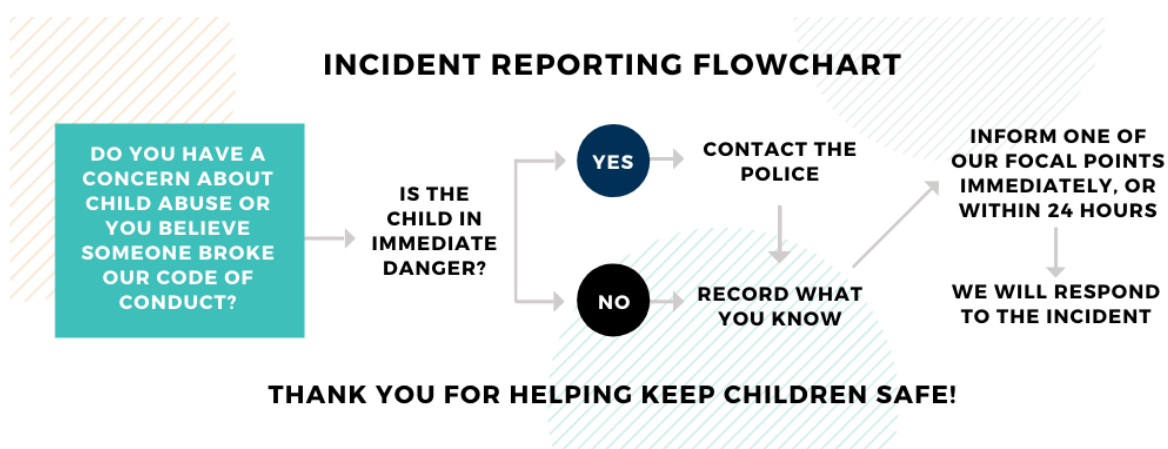 INCIDENT REPORTING FLOWCHART
DO YOU HAVE A
CONCERN ABOUT
CHILD ABUSE OR
YOU BELIEVE
SOMEONE BROKE
OUR CODE OF
CONDUCT?
IS THE
CHILD IN
IMMEDIATE
DANGER?
YES
CONTACT THE
POLICE
NO
RECORD WHAT
YOU KNOW
INFORM ONE OF
OUR FOCAL POINTS
IMMEDIATELY, OR
WITHIN 24 HOURS
WE WILL RESPOND
TO THE INCIDENT
THANK YOU FOR HELPING KEEP CHILDREN SAFE!